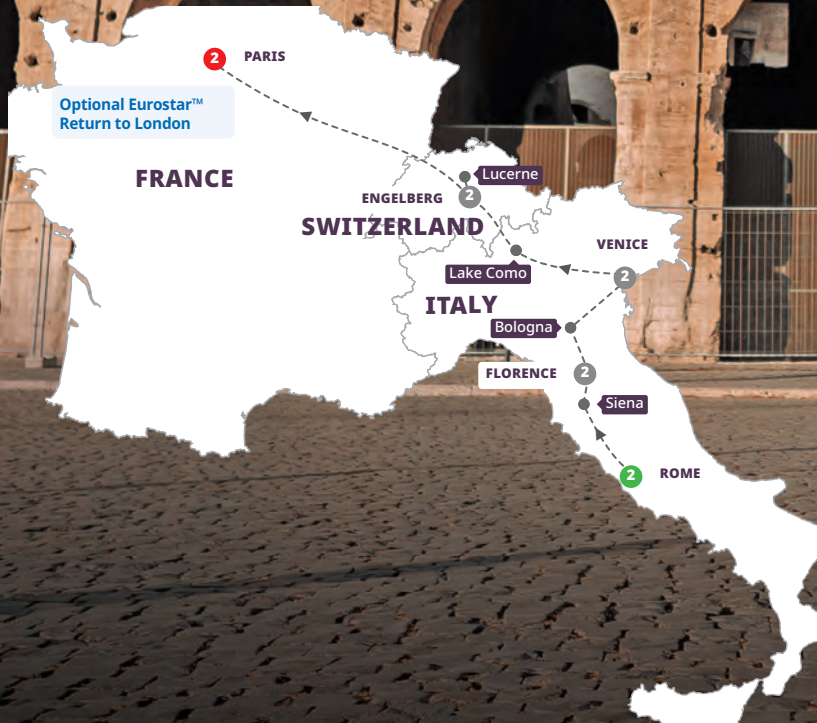 2 PARIS
Optional Eurostar™
Return to London
FRANCE
Lucerne
ENGELBERG 2
SWITZERLAND
VENICE
2
Lake Como
ITALY
Bologna
FLORENCE 2
Siena
2 ROME